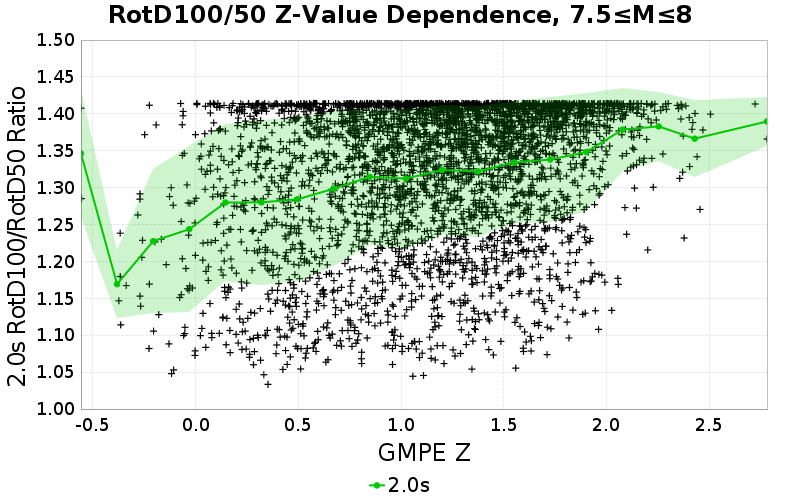 RotD100/50 Z-Value Dependence, 7.5≤M≤8
2.0s RotD100/RotD50 Ratio
1.50
1.45
1.40
1.35
1.30
1.25
1.20
1.15
1.10
1.05
1.00
-0.5 0.0 0.5 1.0 1.5 2.0 2.5
GMPE Z
2.0s